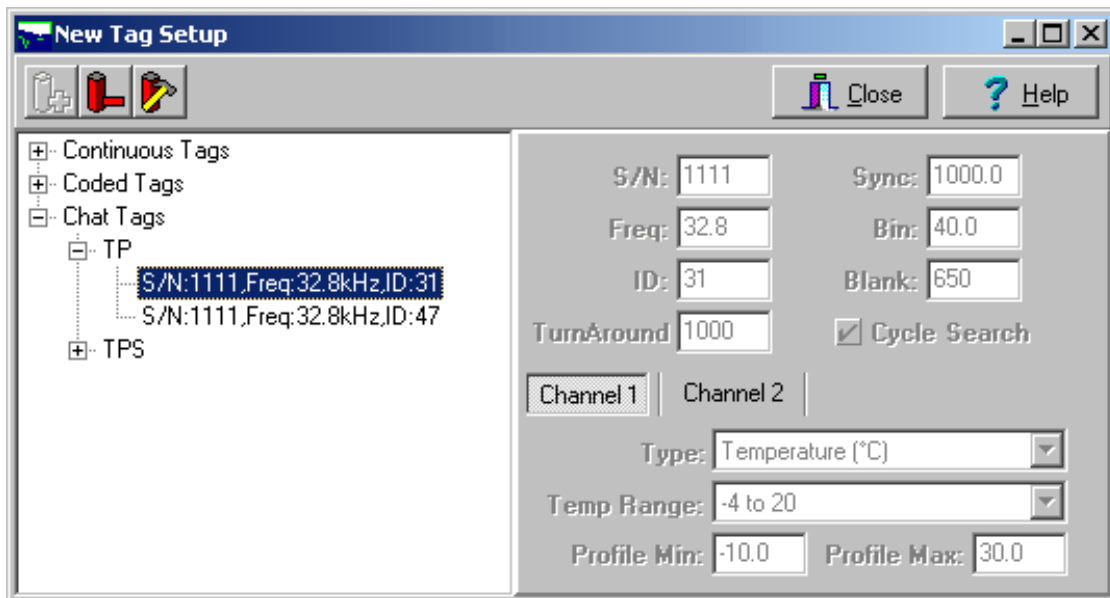 New Tag Setup
Close Help
Continuous Tags
Coded Tags
Chat Tags
TP
S/N:1111,Freq:32.8kHz,ID:31
S/N:1111,Freq:32.8kHz,ID:47
TPS
S/N: 1111 Sync: 1000.0
Freq: 32.8 Bin: 40.0
ID: 31 Blank: 650
TurnAround 1000 Cycle Search
Channel 1 Channel 2
Type: Temperature (°C)
Temp Range: -4 to 20
Profile Min: -10.0 Profile Max: 30.0